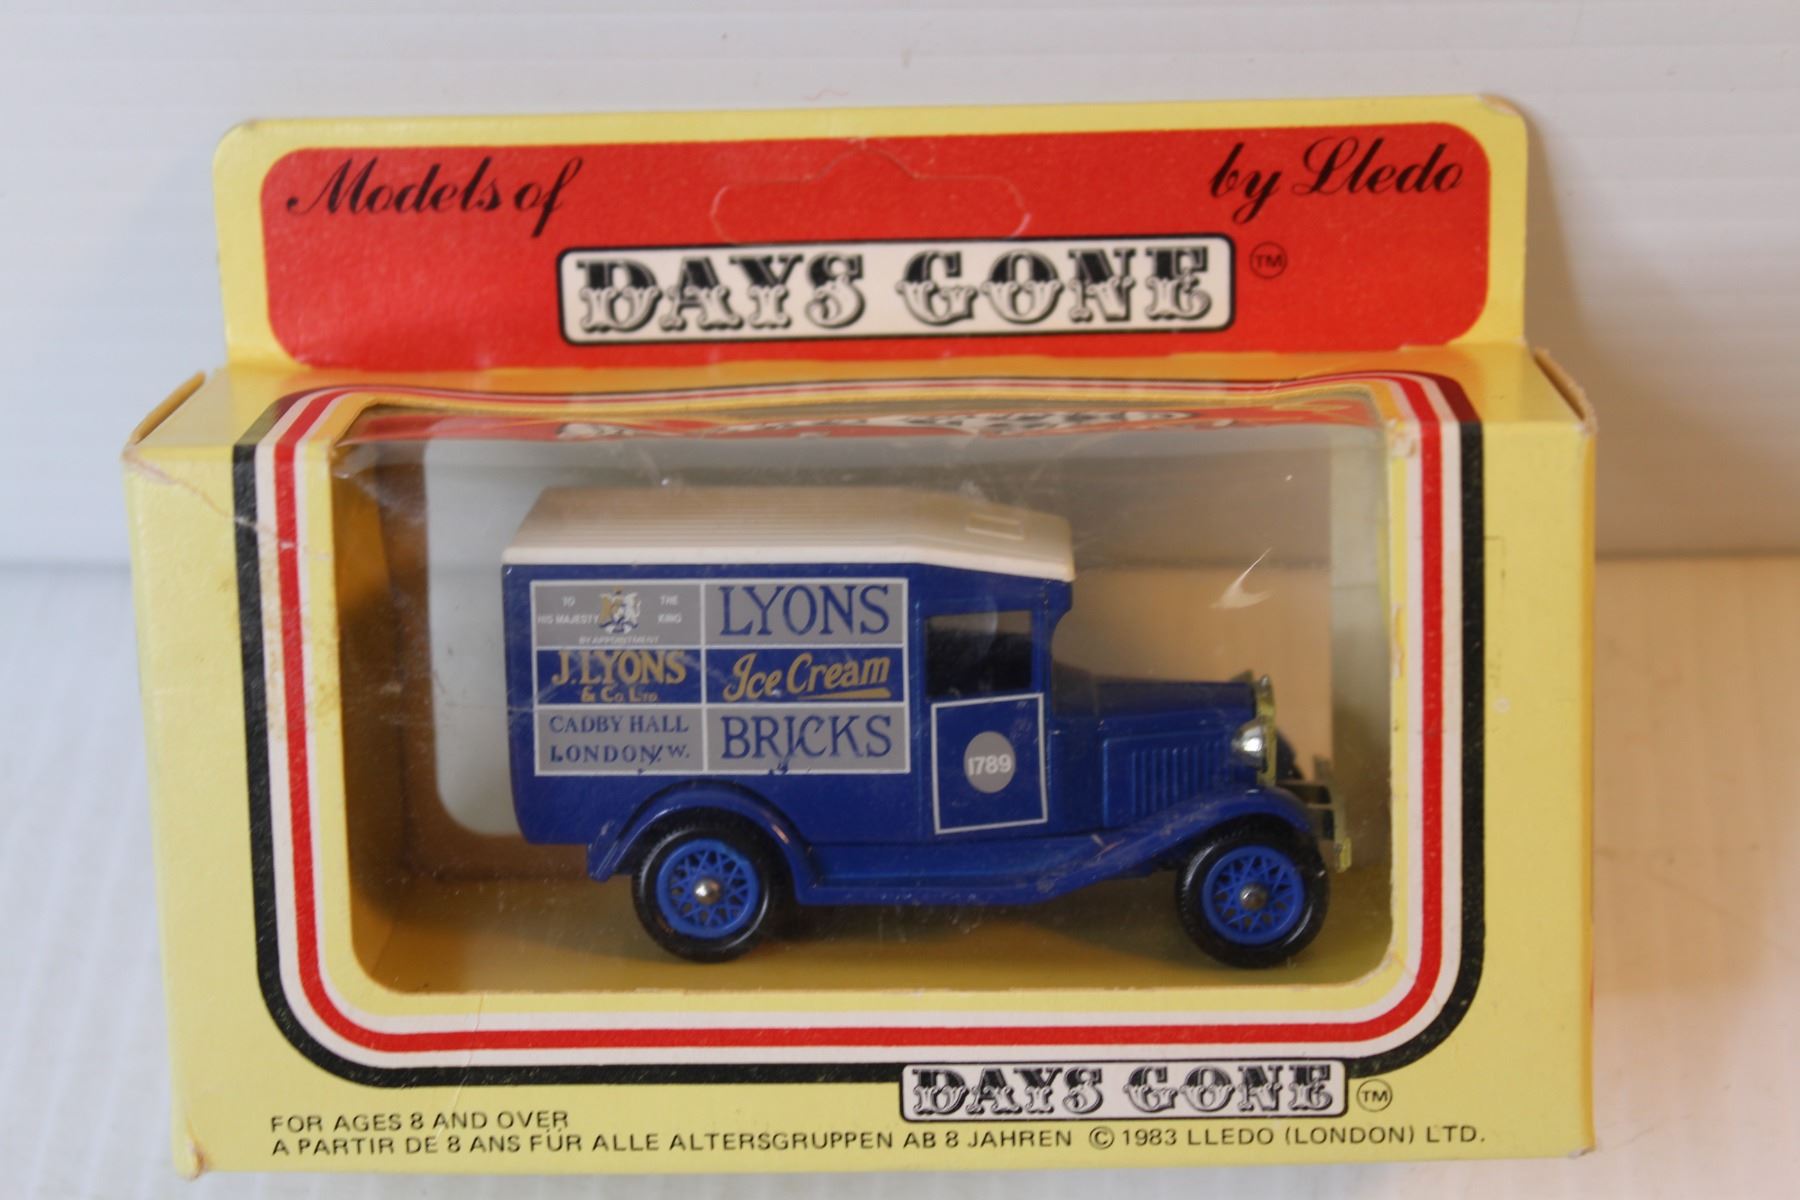 Models of
by Lledo
DAYS GONE TM
TO THE
HIS MAJESTY KING
BY APPOINTMENT
J. LYONS
& Co. LTD.
CADBY HALL
LONDON, W.
LYONS
Ice Cream
BRICKS
1789
DAYS GONE TM
FOR AGES 8 AND OVER
A PARTIR DE 8 ANS FÜR ALLE ALTERSGRUPPEN AB 8 JAHREN © 1983 LLEDO (LONDON) LTD.